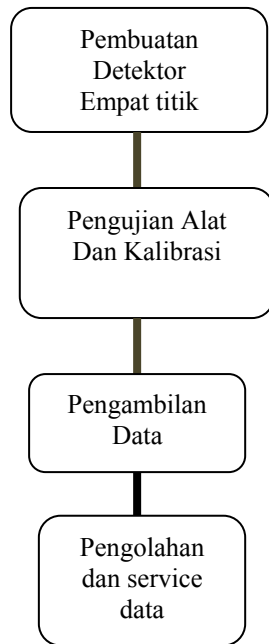 Pembuatan
Detektor
Empat titik
Pengujian Alat
Dan Kalibrasi
Pengambilan
Data
Pengolahan
dan service
data